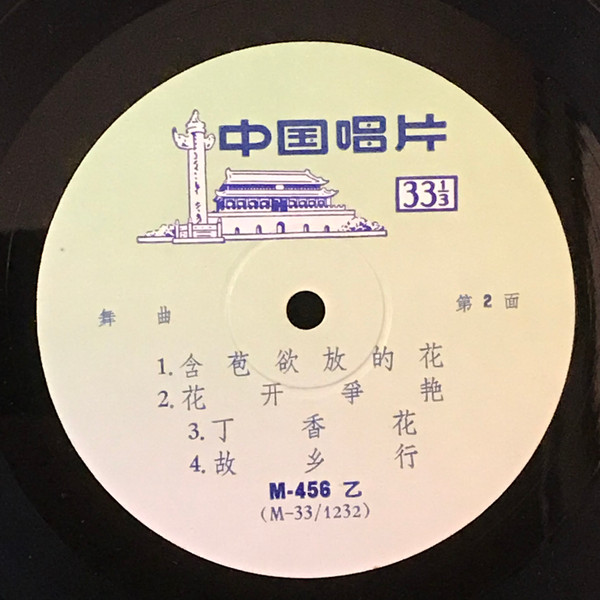 中国唱片
33⅓
舞曲
第2面
1. 含苞欲放的花
2. 花开爭艳
3. 丁香花
4. 故乡行
M-456 乙
(M-33/1232)